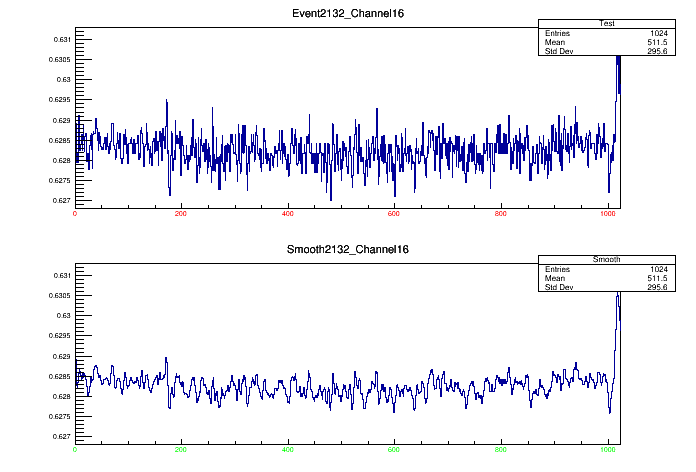 Event2132_Channel16
Test
Entries 1024
Mean 511.5
Std Dev 295.6
0.631
0.6305
0.63
0.6295
0.629
0.6285
0.628
0.6275
0.627
0 200 400 600 800 1000
Smooth2132_Channel16
Smooth
Entries 1024
Mean 511.5
Std Dev 295.6
0.631
0.6305
0.63
0.6295
0.629
0.6285
0.628
0.6275
0.627
0 200 400 600 800 1000